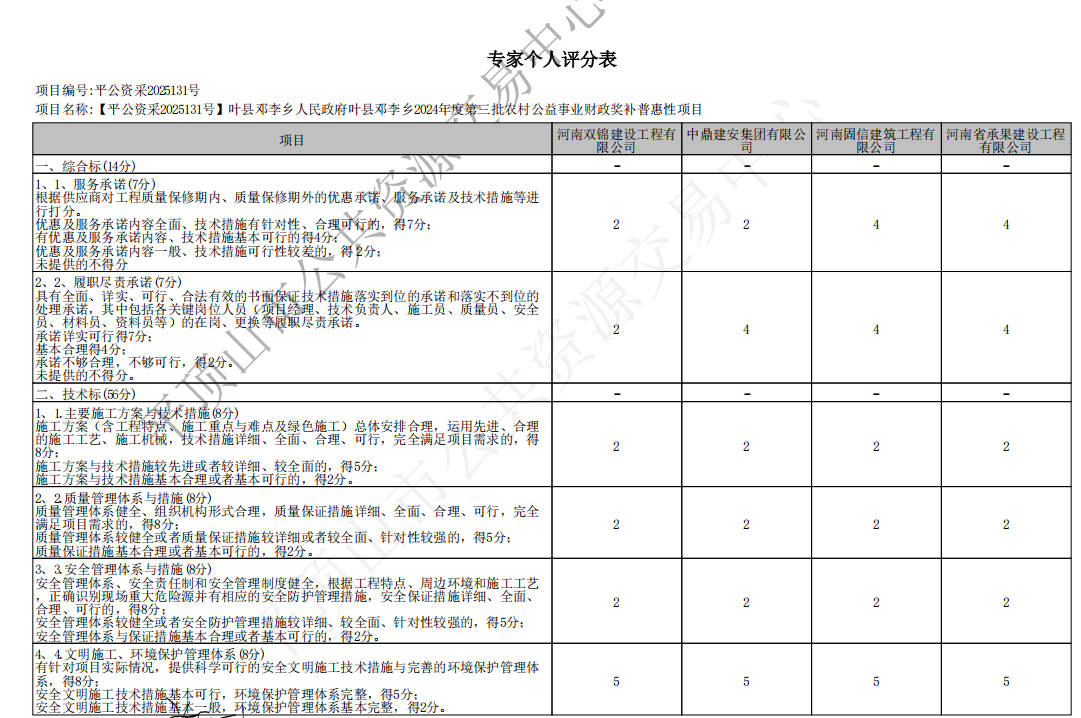 专家个人评分表
项目编号:平公资采2025131号
项目名称:【平公资采2025131号】叶县邓李乡人民政府叶县邓李乡2024年度第三批农村公益事业财政奖补普惠性项目
项目
河南双锦建设工程有限公司
中鼎建安集团有限公司
河南固信建筑工程有限公司
河南省承果建设工程有限公司
一、综合标(14分) - - - -
1、1、服务承诺(7分)
根据供应商对工程质量保修期内、质量保修期外的优惠承诺、服务承诺及技术措施等进
行打分。
优惠及服务承诺内容全面、技术措施有针对性、合理可行的，得7分；
有优惠及服务承诺内容、技术措施基本可行的得4分；
优惠及服务承诺内容一般、技术措施可行性较差的，得2分；
未提供的不得分
2 2 4 4
2、2、履职尽责承诺(7分)
具有全面、详实、可行、合法有效的书面保证技术措施落实到位的承诺和落实不到位的
处理承诺，其中包括各关键岗位人员（项目经理、技术负责人、施工员、质量员、安全
员、材料员、资料员等）的在岗、更换等履职尽责承诺。
承诺详实可行得7分；
基本合理得4分；
承诺不够合理，不够可行，得2分。
未提供的不得分。
2 4 4 4
二、技术标(56分) - - - -
1、1.主要施工方案与技术措施(8分)
施工方案（含工程特点、施工重点与难点及绿色施工）总体安排合理，运用先进、合理
的施工工艺、施工机械，技术措施详细、全面、合理、可行，完全满足项目需求的，得
8分；
施工方案与技术措施较先进或者较详细、较全面的，得5分；
施工方案与技术措施基本合理或者基本可行的，得2分。
2 2 2 2
2、2.质量管理体系与措施(8分)
质量管理体系健全、组织机构形式合理，质量保证措施详细、全面、合理、可行，完全
满足项目需求的，得8分；
质量管理体系较健全或者质量保证措施较详细或者较全面、针对性较强的，得5分；
质量保证措施基本合理或者基本可行的，得2分。
2 2 2 2
3、3.安全管理体系与措施(8分)
安全管理体系、安全责任制和安全管理制度健全，根据工程特点、周边环境和施工工艺
，正确识别现场重大危险源并有相应的安全防护管理措施，安全保证措施详细、全面、
合理、可行的，得8分；
安全管理体系较健全或者安全防护管理措施较详细、较全面、针对性较强的，得5分；
安全管理体系与保证措施基本合理或者基本可行的，得2分。
2 2 2 2
4、4.文明施工、环境保护管理体系(8分)
有针对项目实际情况，提供科学可行的安全文明施工技术措施与完善的环境保护管理体
系，得8分；
安全文明施工技术措施基本可行，环境保护管理体系完整，得5分；
安全文明施工技术措施基本一般，环境保护管理体系基本完整，得2分。
5 5 5 5
平顶山市公共资源交易中心
平顶山市公共资源交易中心